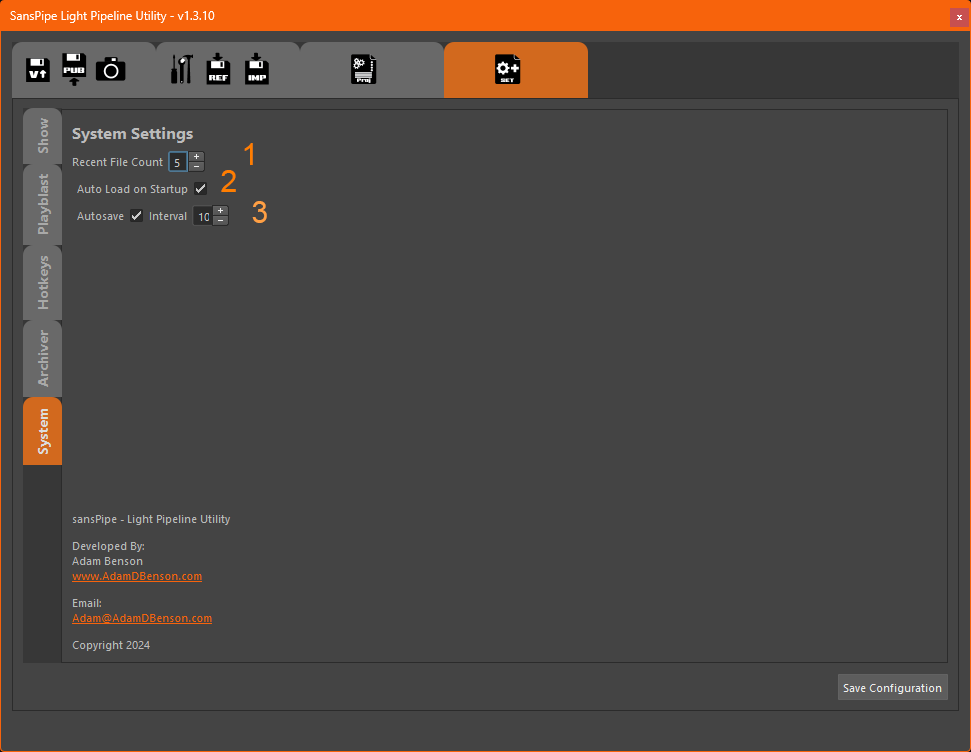 SansPipe Light Pipeline Utility - v1.3.10
x
V↑ PUB REF IMP Proj SET
Show
Playblast
Hotkeys
Archiver
System
System Settings
Recent File Count 5 + − 1
Auto Load on Startup 2
Autosave Interval 10 + − 3
sansPipe - Light Pipeline Utility
Developed By:
Adam Benson
www.AdamDBenson.com
Email:
Adam@AdamDBenson.com
Copyright 2024
Save Configuration